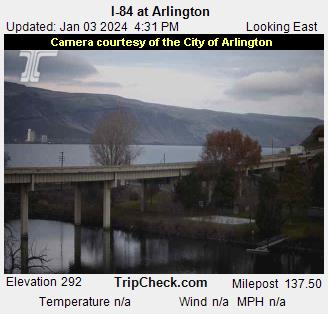 I-84 at Arlington
Updated: Jan 03 2024 4:31 PM Looking East
Camera courtesy of the City of Arlington
Elevation 292 TripCheck.com Milepost 137.50
Temperature n/a Wind n/a MPH n/a